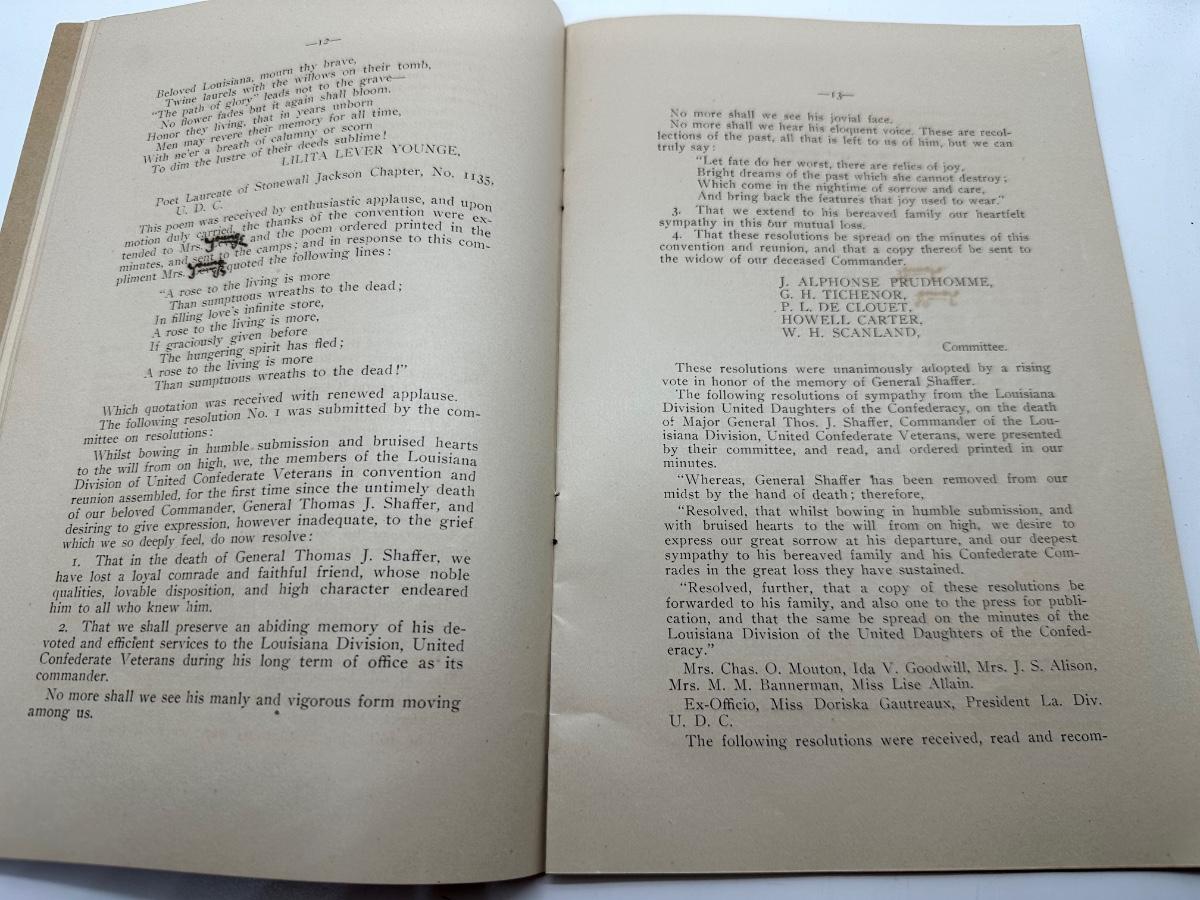 —12—
Beloved Louisiana, mourn thy brave,
Twine laurels with the willows on their tomb,
"The path of glory" leads not to the grave—
No flower fades but it again shall bloom.
Honor they living, that in years unborn
Men may revere their memory for all time,
With ne'er a breath of calumny or scorn
To dim the lustre of their deeds sublime!
LILITA LEVER YOUNGE,
Poet Laureate of Stonewall Jackson Chapter, No. 1135,
U. D. C.
This poem was received by enthusiastic applause, and upon
motion duly carried, the thanks of the convention were ex-
tended to Mrs. Younge and the poem ordered printed in the
minutes, and sent to the camps; and in response to this com-
pliment Mrs. Younge quoted the following lines:
"A rose to the living is more
Than sumptuous wreaths to the dead;
In filling love's infinite store,
A rose to the living is more,
If graciously given before
The hungering spirit has fled;
A rose to the living is more
Than sumptuous wreaths to the dead!"
Which quotation was received with renewed applause.
The following resolution No. 1 was submitted by the com-
mittee on resolutions:
Whilst bowing in humble submission and bruised hearts
to the will from on high, we, the members of the Louisiana
Division of United Confederate Veterans in convention and
reunion assembled, for the first time since the untimely death
of our beloved Commander, General Thomas J. Shaffer, and
desiring to give expression, however inadequate, to the grief
which we so deeply feel, do now resolve:
1. That in the death of General Thomas J. Shaffer, we
have lost a loyal comrade and faithful friend, whose noble
qualities, lovable disposition, and high character endeared
him to all who knew him.
2. That we shall preserve an abiding memory of his de-
voted and efficient services to the Louisiana Division, United
Confederate Veterans during his long term of office as its
commander.
No more shall we see his manly and vigorous form moving
among us.
—13—
No more shall we see his jovial face.
No more shall we hear his eloquent voice. These are recol-
lections of the past, all that is left to us of him, but we can
truly say:
"Let fate do her worst, there are relics of joy,
Bright dreams of the past which she cannot destroy;
Which come in the nightime of sorrow and care,
And bring back the features that joy used to wear."
3. That we extend to his bereaved family our heartfelt
sympathy in this our mutual loss.
4. That these resolutions be spread on the minutes of this
convention and reunion, and that a copy thereof be sent to
the widow of our deceased Commander.
J. ALPHONSE PRUDHOMME,
G. H. TICHENOR,
P. L. DE CLOUET,
HOWELL CARTER,
W. H. SCANLAND,
Committee.
These resolutions were unanimously adopted by a rising
vote in honor of the memory of General Shaffer.
The following resolutions of sympathy from the Louisiana
Division United Daughters of the Confederacy, on the death
of Major General Thos. J. Shaffer, Commander of the Lou-
isiana Division, United Confederate Veterans, were presented
by their committee, and read, and ordered printed in our
minutes.
"Whereas, General Shaffer has been removed from our
midst by the hand of death; therefore,
"Resolved, that whilst bowing in humble submission, and
with bruised hearts to the will from on high, we desire to
express our great sorrow at his departure, and our deepest
sympathy to his bereaved family and his Confederate Com-
rades in the great loss they have sustained.
"Resolved, further, that a copy of these resolutions be
forwarded to his family, and also one to the press for publi-
cation, and that the same be spread on the minutes of the
Louisiana Division of the United Daughters of the Confed-
eracy."
Mrs. Chas. O. Mouton, Ida V. Goodwill, Mrs. J. S. Alison,
Mrs. M. M. Bannerman, Miss Lise Allain.
Ex-Officio, Miss Doriska Gautreaux, President La. Div.
U. D. C.
The following resolutions were received, read and recom-